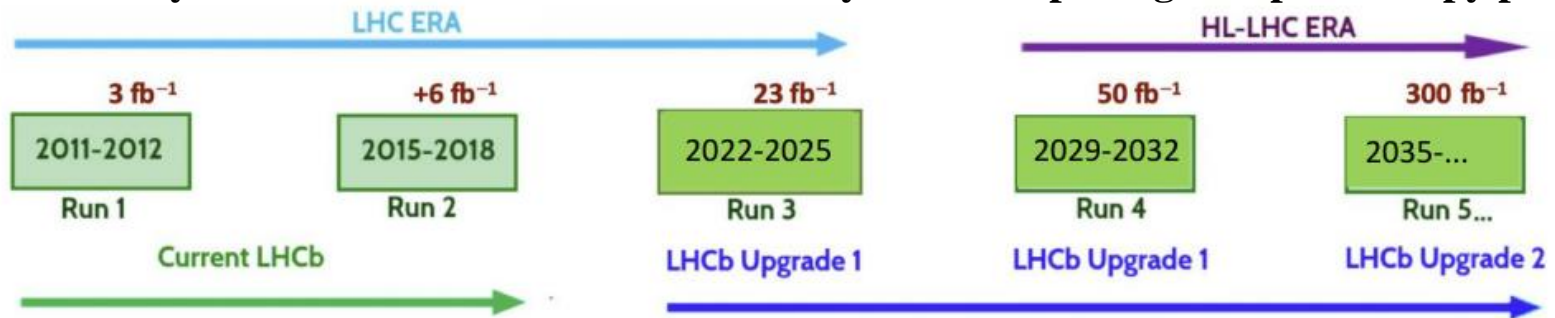 LHC ERA
HL-LHC ERA
3 fb⁻¹
+6 fb⁻¹
23 fb⁻¹
50 fb⁻¹
300 fb⁻¹
2011-2012
2015-2018
2022-2025
2029-2032
2035-...
Run 1
Run 2
Run 3
Run 4
Run 5...
Current LHCb
LHCb Upgrade 1
LHCb Upgrade 1
LHCb Upgrade 2